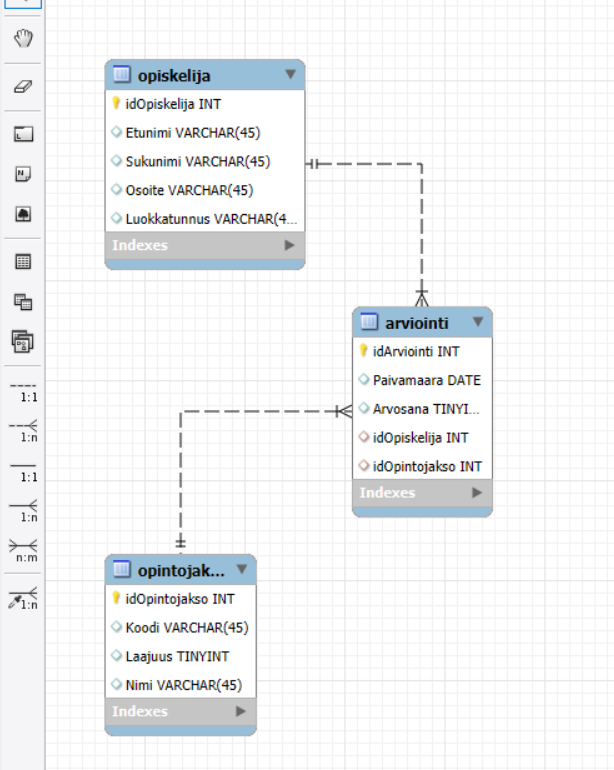 opiskelija
idOpiskelija INT
Etunimi VARCHAR(45)
Sukunimi VARCHAR(45)
Osoite VARCHAR(45)
Luokkatunnus VARCHAR(4...
Indexes
arviointi
idArviointi INT
Paivamaara DATE
Arvosana TINYI...
idOpiskelija INT
idOpintojakso INT
Indexes
1:1
1:n
1:1
1:n
n:m
1:n
opintojak...
idOpintojakso INT
Koodi VARCHAR(45)
Laajuus TINYINT
Nimi VARCHAR(45)
Indexes